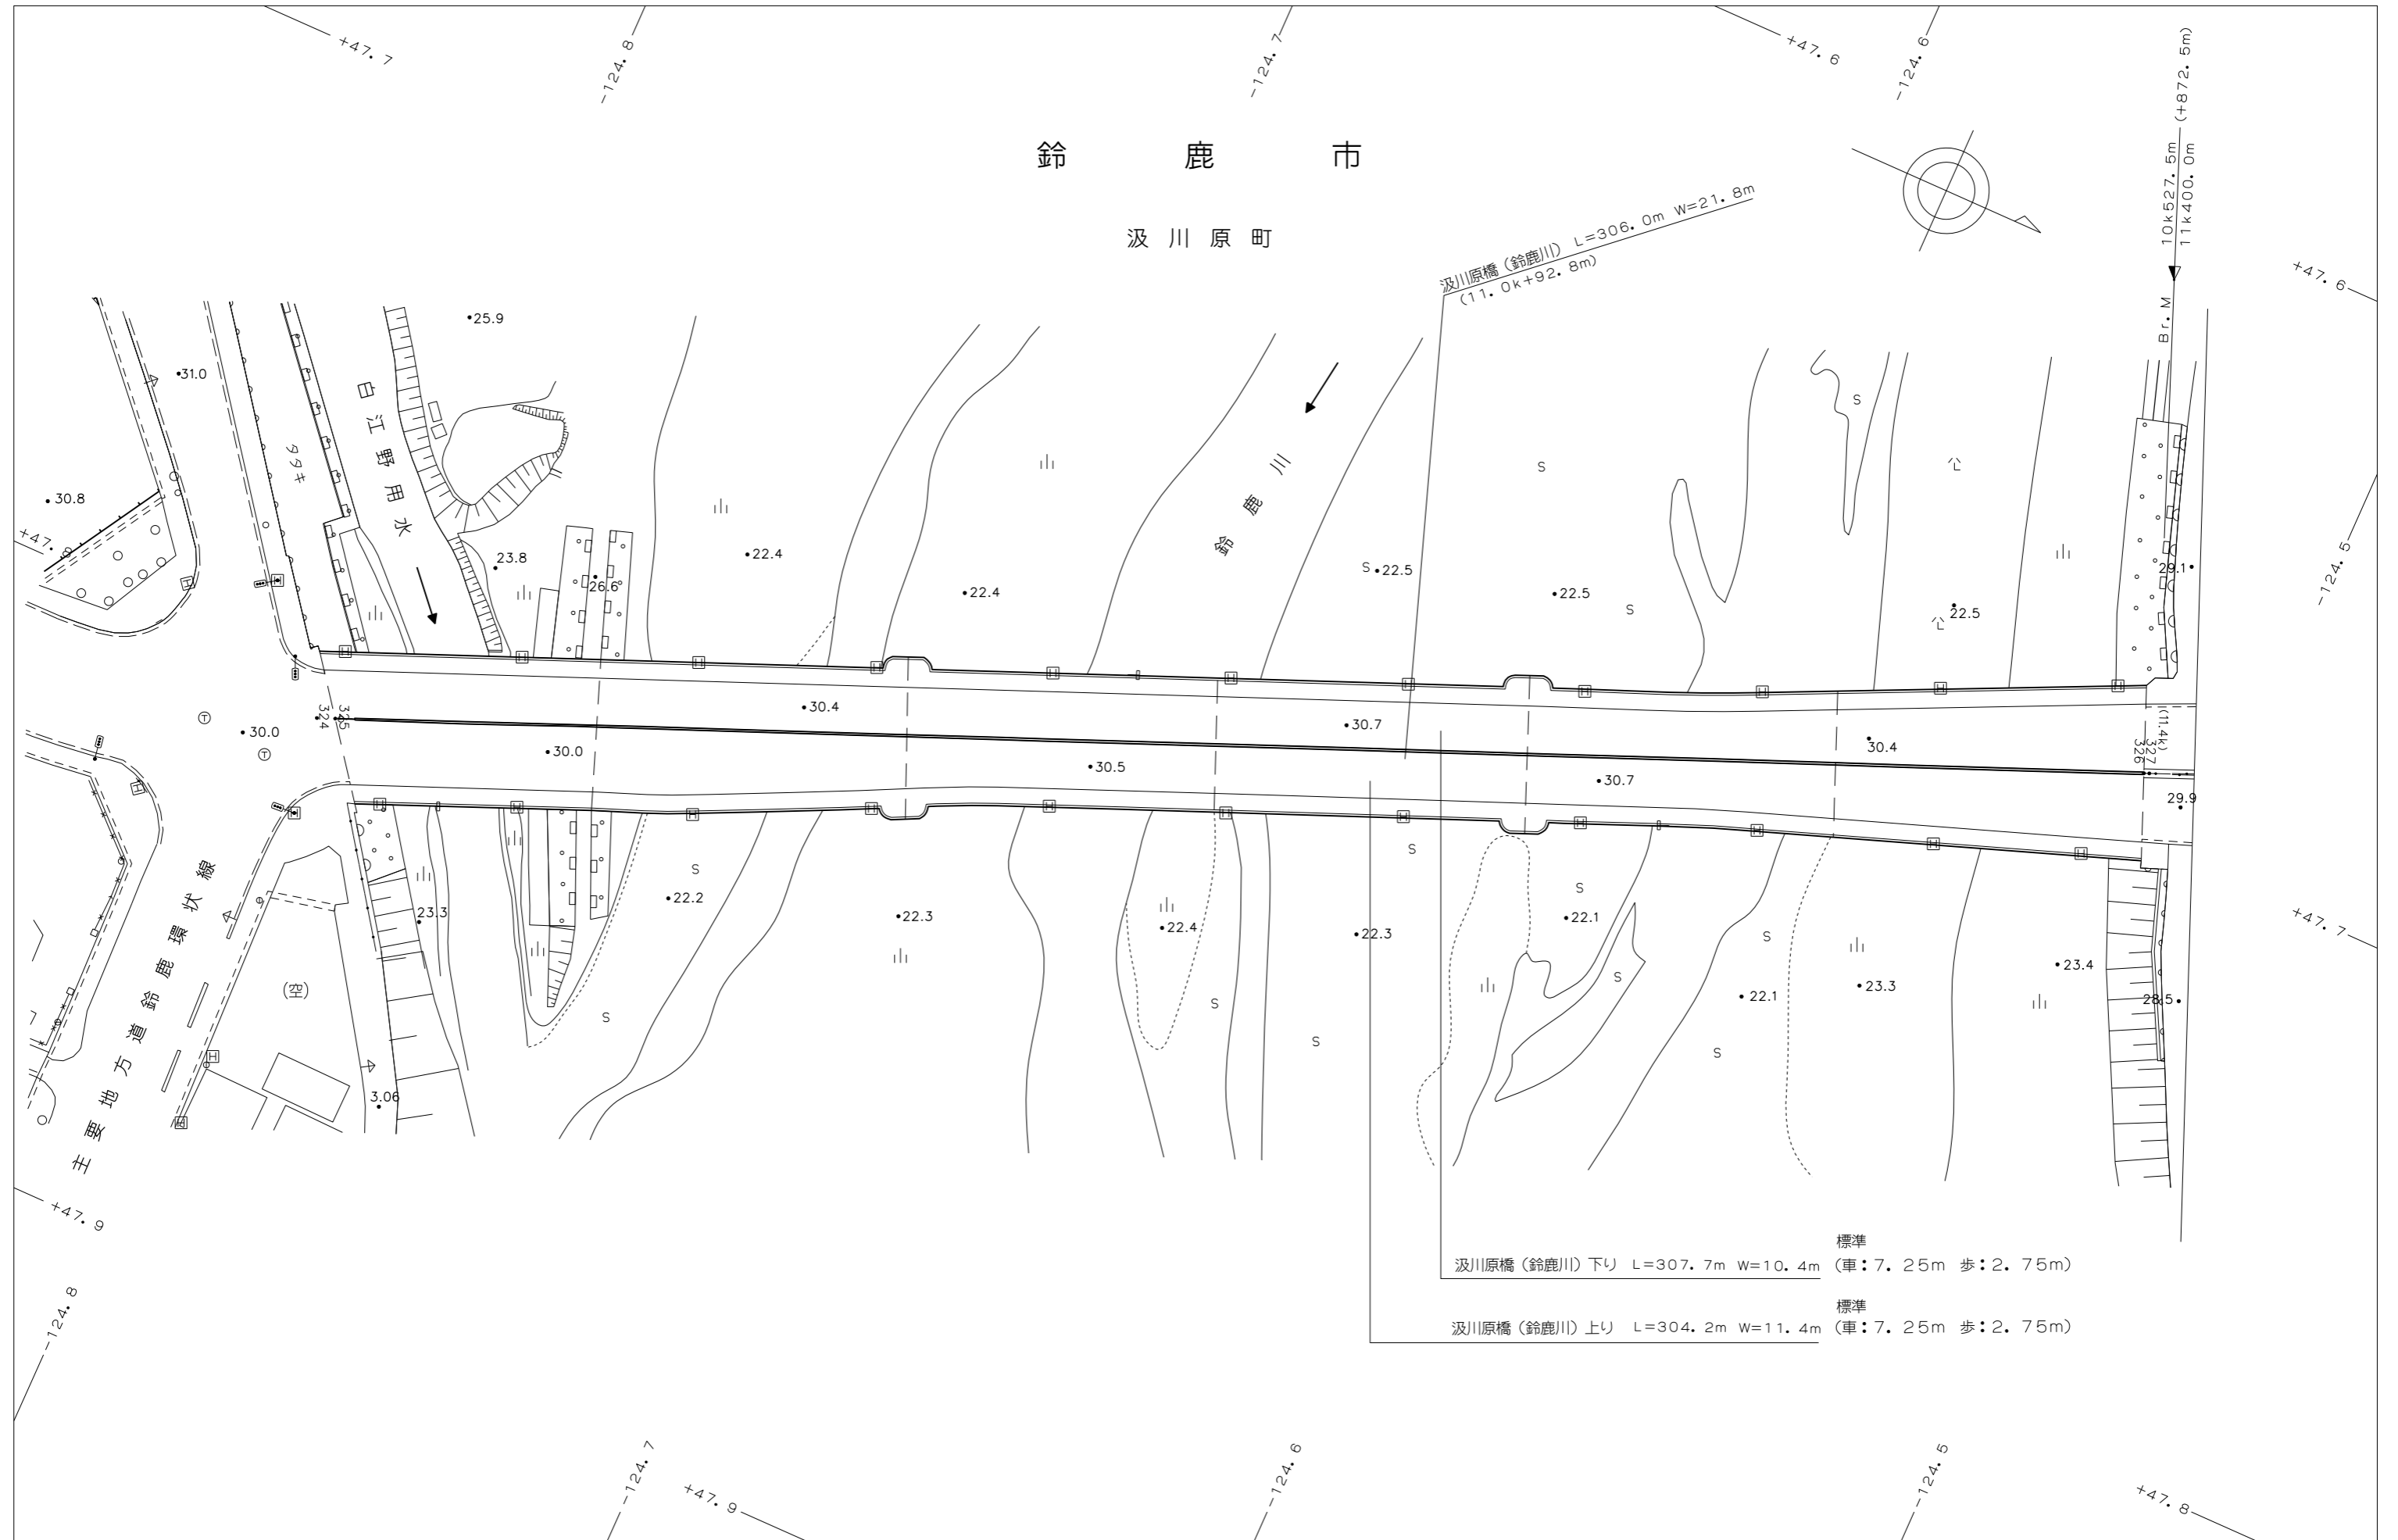 +47.7
-124.8
-124.7
+47.6
-124.6
10k527.5m (+872.5m)
11k400.0m
Br.M
鈴鹿市
汲川原町
汲川原橋（鈴鹿川） L=306.0m W=21.8m
(11.0k+92.8m)
+47.6
-124.5
25.9
31.0
30.8
+47.8
タタキ
白江野用水
23.8
26.6
22.4
22.4
鈴鹿川
S
22.5
S
22.5
S
S
22.5
29.1
H
T
T
30.0
324
325
30.0
30.4
30.5
30.7
30.7
30.4
326
327
(11.4k)
29.9
主要地方道鈴鹿環状線
(空)
23.3
3.06
S
22.2
S
22.3
22.4
S
S
22.3
S
S
22.1
S
S
22.1
S
23.3
23.4
28.5
+47.7
+47.9
-124.8
標準
汲川原橋（鈴鹿川）下り L=307.7m W=10.4m （車：7.25m 歩：2.75m）
標準
汲川原橋（鈴鹿川）上り L=304.2m W=11.4m （車：7.25m 歩：2.75m）
-124.7
+47.9
-124.6
-124.5
+47.8